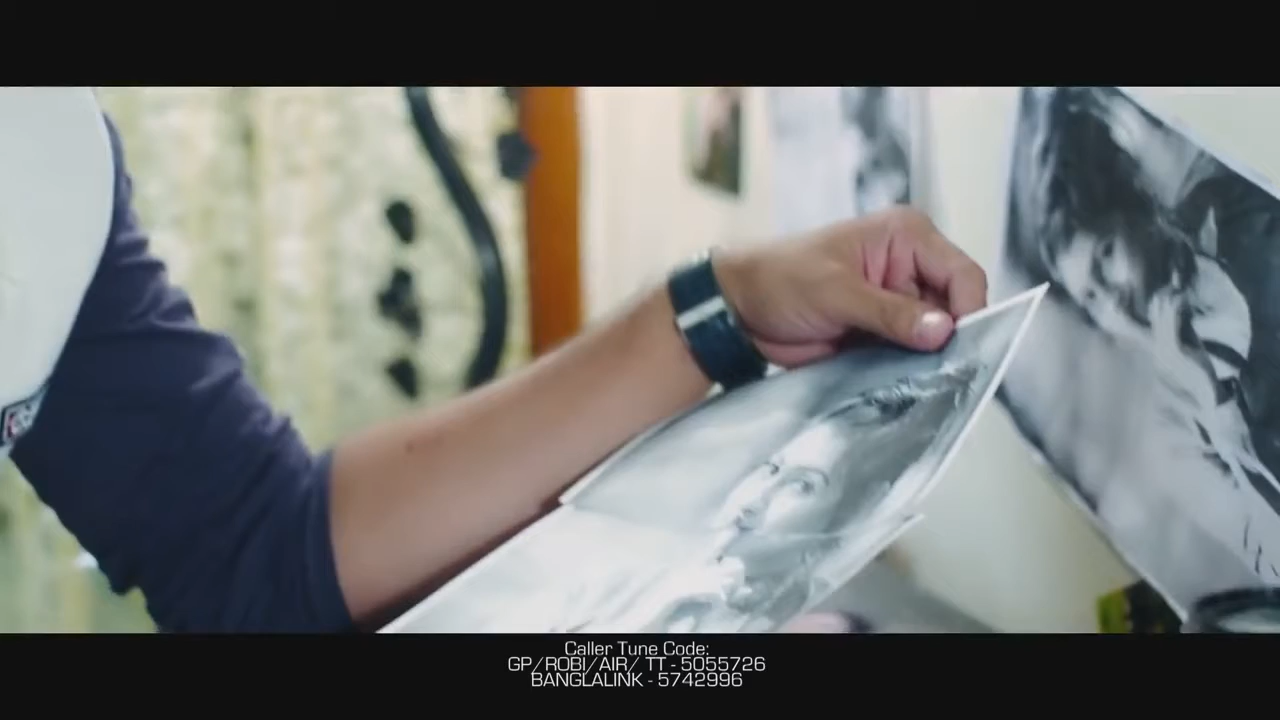 Caller Tune Code:
GP/ROBI/AIR/ TT - 5055726
BANGLALINK - 5742996